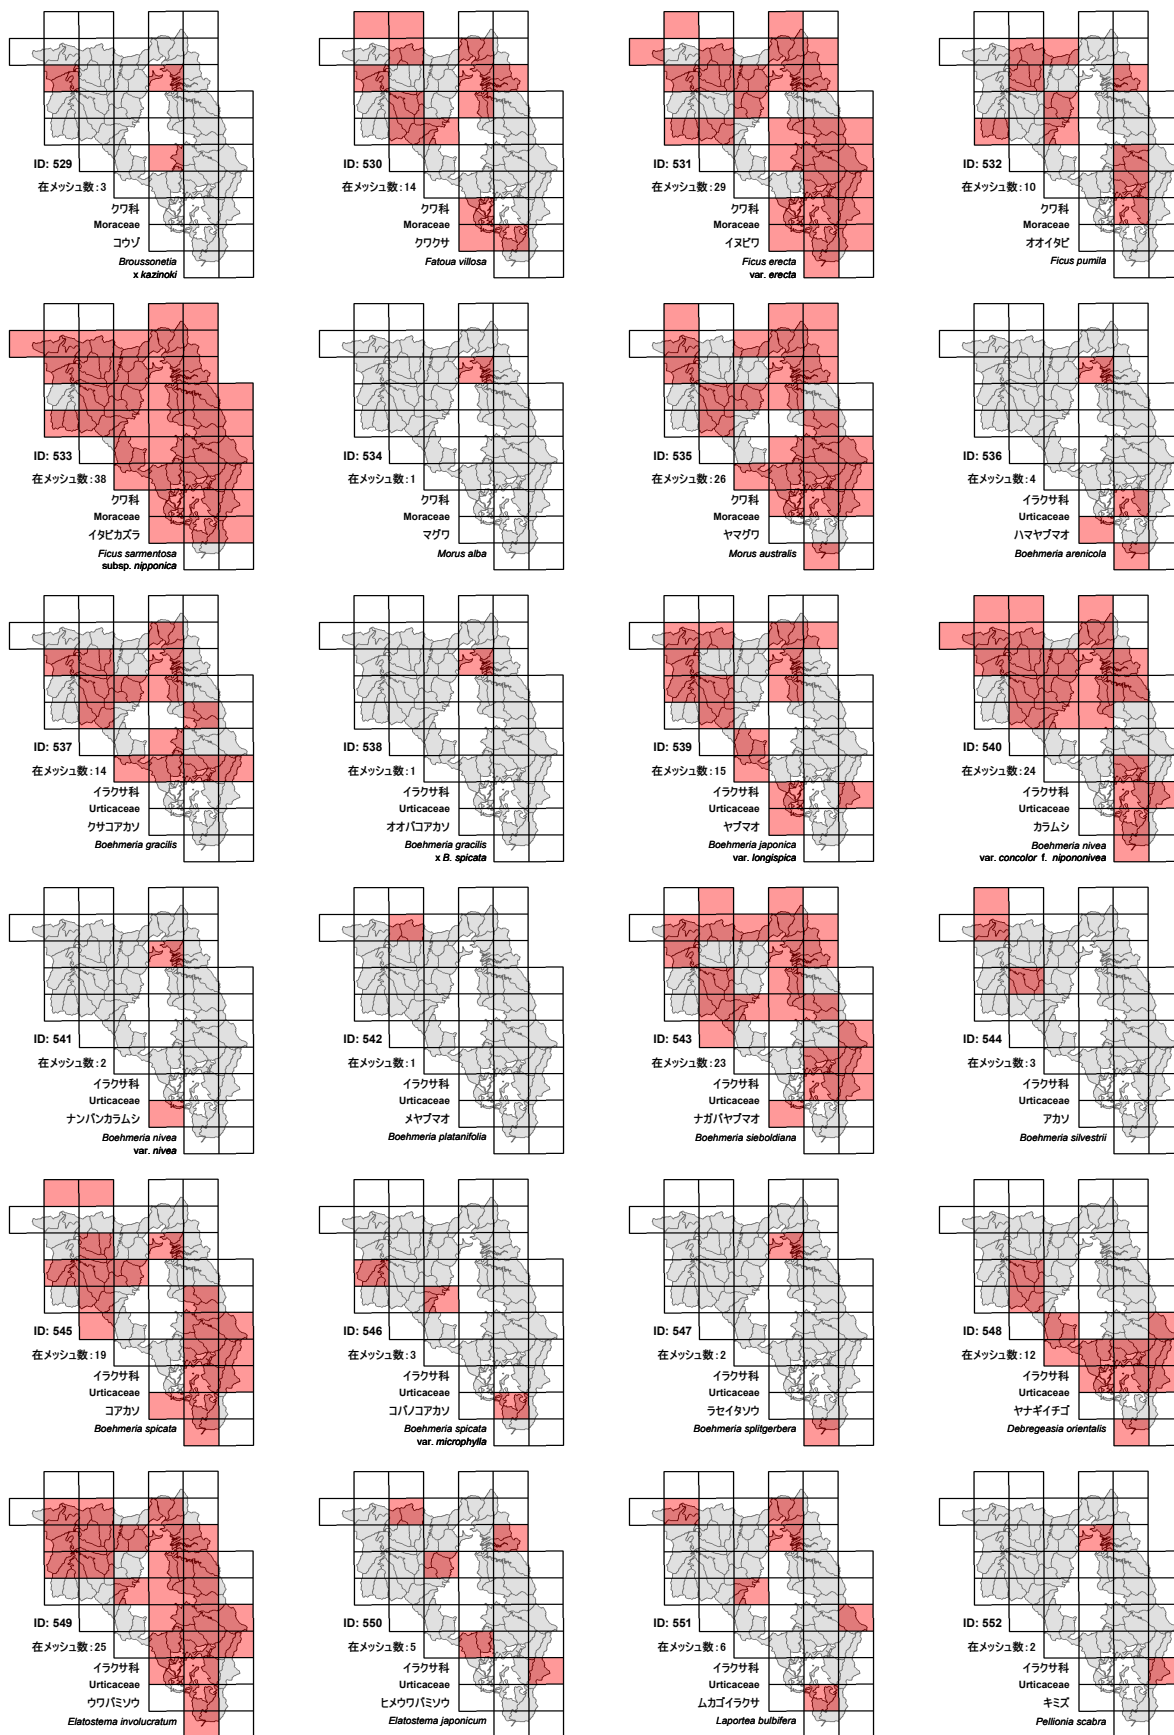 ID: 529
在メッシュ数:3
クワ科
Moraceae
コウゾ
Broussonetia
x kazinoki
ID: 530
在メッシュ数:14
クワ科
Moraceae
クワクサ
Fatoua villosa
ID: 531
在メッシュ数:29
クワ科
Moraceae
イヌビワ
Ficus erecta
var. erecta
ID: 532
在メッシュ数:10
クワ科
Moraceae
オオイタビ
Ficus pumila
ID: 533
在メッシュ数:38
クワ科
Moraceae
イタビカズラ
Ficus sarmentosa
subsp. nipponica
ID: 534
在メッシュ数:1
クワ科
Moraceae
マグワ
Morus alba
ID: 535
在メッシュ数:26
クワ科
Moraceae
ヤマグワ
Morus australis
ID: 536
在メッシュ数:4
イラクサ科
Urticaceae
ハマヤブマオ
Boehmeria arenicola
ID: 537
在メッシュ数:14
イラクサ科
Urticaceae
クサコアカソ
Boehmeria gracilis
ID: 538
在メッシュ数:1
イラクサ科
Urticaceae
オオバコアカソ
Boehmeria gracilis
x B. spicata
ID: 539
在メッシュ数:15
イラクサ科
Urticaceae
ヤブマオ
Boehmeria japonica
var. longispica
ID: 540
在メッシュ数:24
イラクサ科
Urticaceae
カラムシ
Boehmeria nivea
var. concolor f. nipononivea
ID: 541
在メッシュ数:2
イラクサ科
Urticaceae
ナンバンカラムシ
Boehmeria nivea
var. nivea
ID: 542
在メッシュ数:1
イラクサ科
Urticaceae
メヤブマオ
Boehmeria platanifolia
ID: 543
在メッシュ数:23
イラクサ科
Urticaceae
ナガバヤブマオ
Boehmeria sieboldiana
ID: 544
在メッシュ数:3
イラクサ科
Urticaceae
アカソ
Boehmeria silvestrii
ID: 545
在メッシュ数:19
イラクサ科
Urticaceae
コアカソ
Boehmeria spicata
ID: 546
在メッシュ数:3
イラクサ科
Urticaceae
コバノコアカソ
Boehmeria spicata
var. microphylla
ID: 547
在メッシュ数:2
イラクサ科
Urticaceae
ラセイタソウ
Boehmeria splitgerbera
ID: 548
在メッシュ数:12
イラクサ科
Urticaceae
ヤナギイチゴ
Debregeasia orientalis
ID: 549
在メッシュ数:25
イラクサ科
Urticaceae
ウワバミソウ
Elatostema involucratum
ID: 550
在メッシュ数:5
イラクサ科
Urticaceae
ヒメウワバミソウ
Elatostema japonicum
ID: 551
在メッシュ数:6
イラクサ科
Urticaceae
ムカゴイラクサ
Laportea bulbifera
ID: 552
在メッシュ数:2
イラクサ科
Urticaceae
キミズ
Pellionia scabra